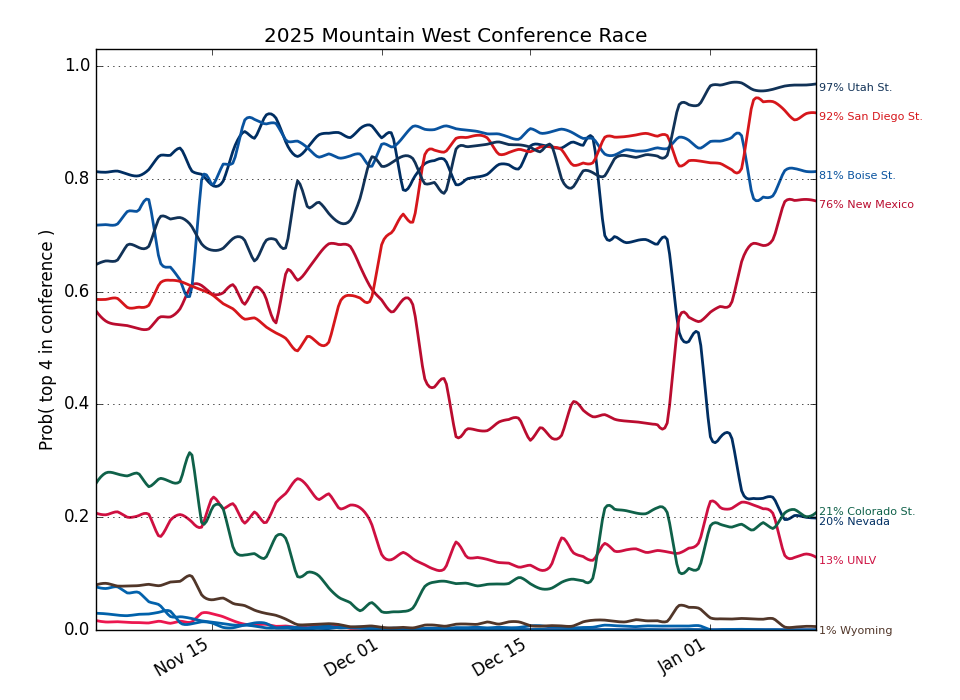 2025 Mountain West Conference Race
1.0
0.8
0.6
0.4
0.2
0.0
Prob( top 4 in conference )
97% Utah St.
92% San Diego St.
81% Boise St.
76% New Mexico
21% Colorado St.
20% Nevada
13% UNLV
1% Wyoming
Nov 15
Dec 01
Dec 15
Jan 01